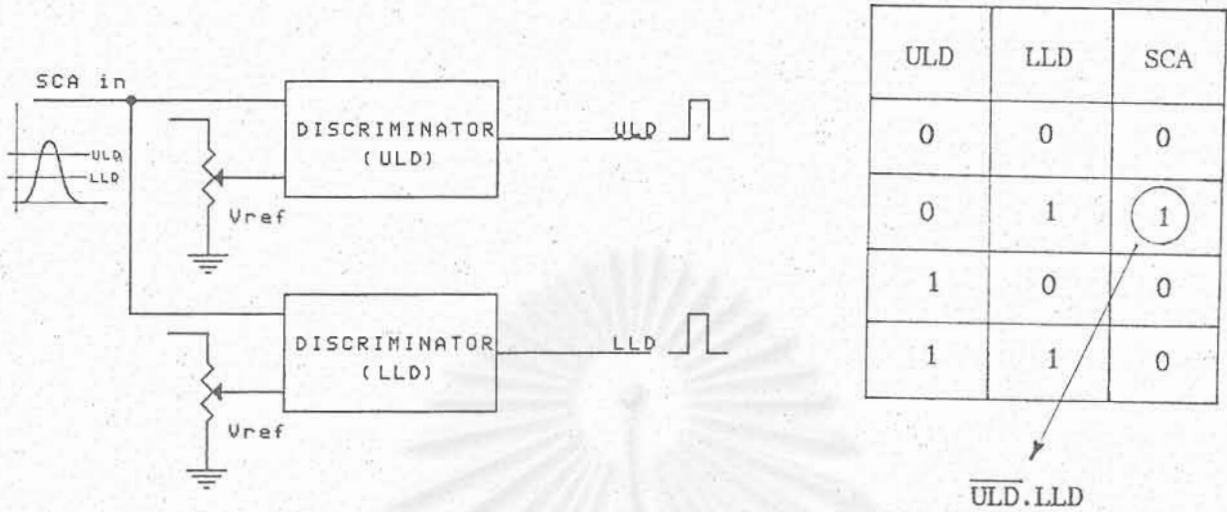 SCA in
ULD
LLD
DISCRIMINATOR
(ULD)
Vref
ULD
DISCRIMINATOR
(LLD)
Vref
LLD
ULD LLD SCA
0 0 0
0 1 1
1 0 0
1 1 0
U̅L̅D̅.LLD